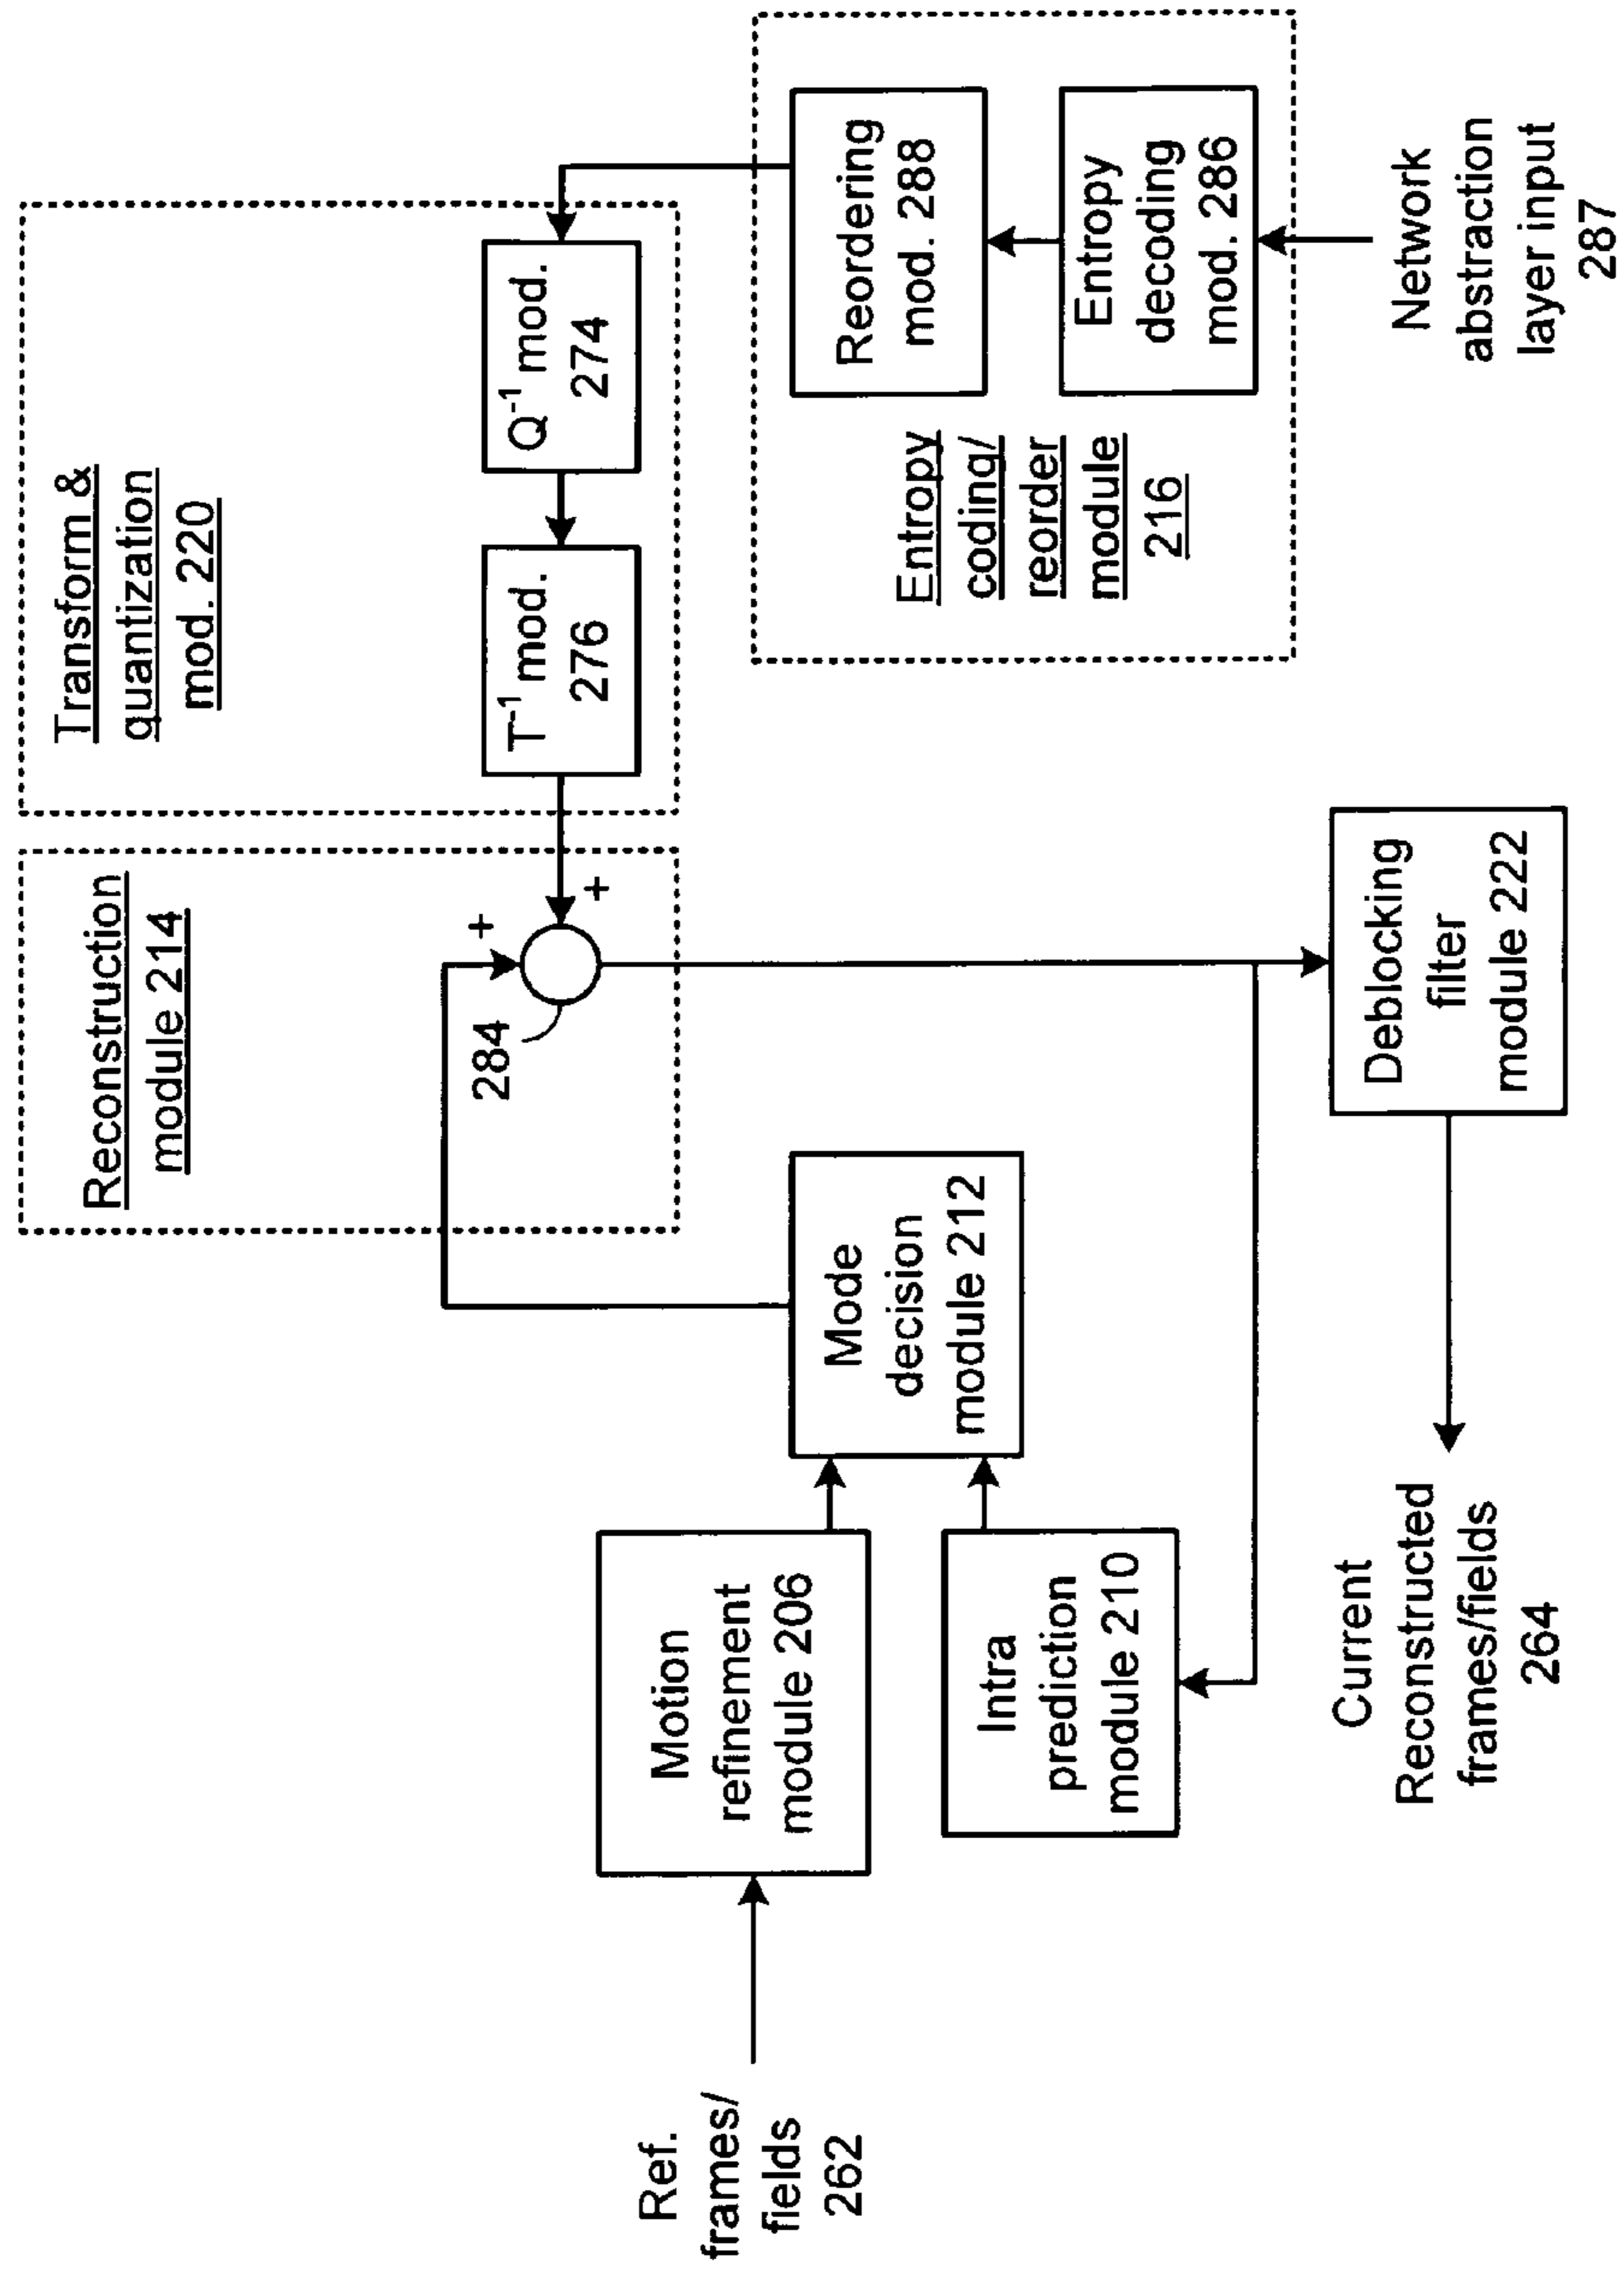 Reconstruction
module 214
Transform &
quantization
mod. 220
284
+
+
T⁻¹ mod.
276
Q⁻¹ mod.
274
Ref.
frames/
fields
262
Motion
refinement
module 206
Mode
decision
module 212
Intra
prediction
module 210
Entropy
coding/
reorder
module
216
Reordering
mod. 288
Entropy
decoding
mod. 286
Current
Reconstructed
frames/fields
264
Deblocking
filter
module 222
Network
abstraction
layer input
287